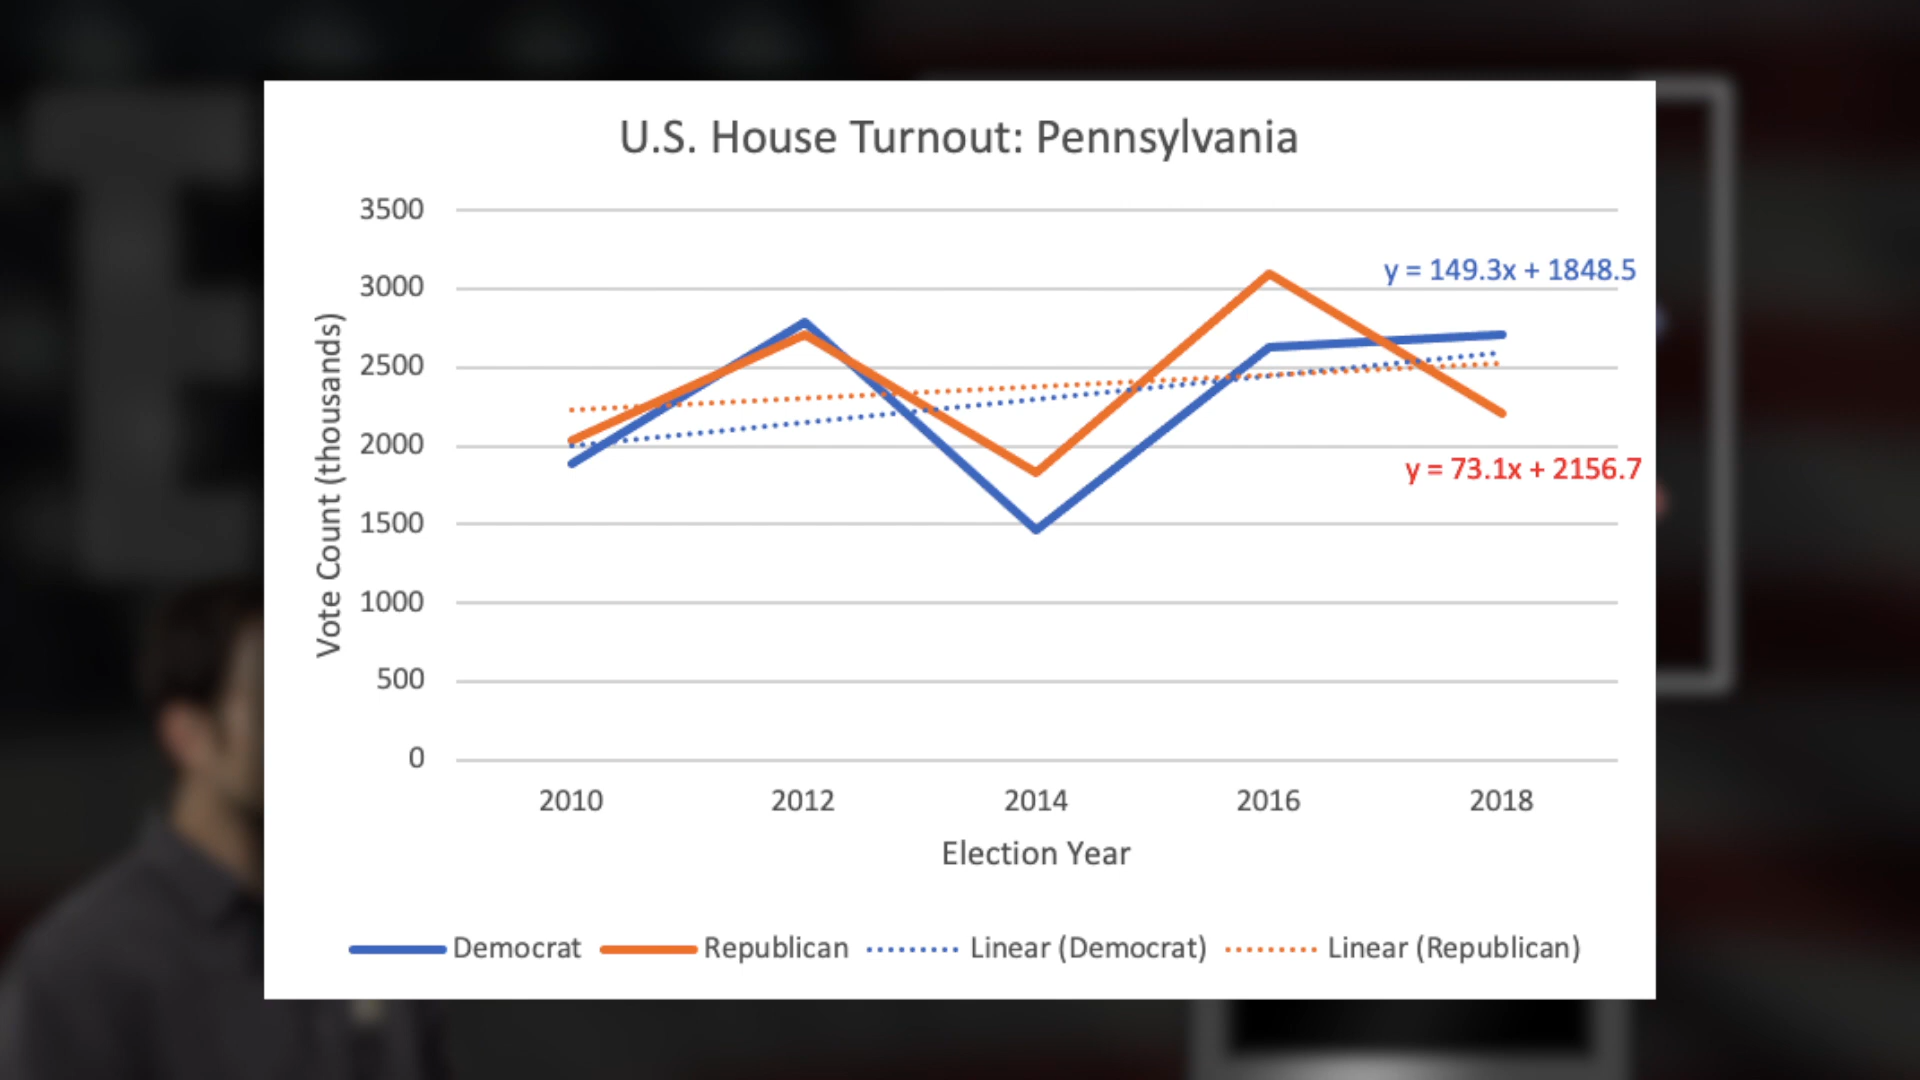 U.S. House Turnout: Pennsylvania
3500
3000
2500
2000
1500
1000
500
0
Vote Count (thousands)
y = 149.3x + 1848.5
y = 73.1x + 2156.7
2010 2012 2014 2016 2018
Election Year
Democrat Republican Linear (Democrat) Linear (Republican)